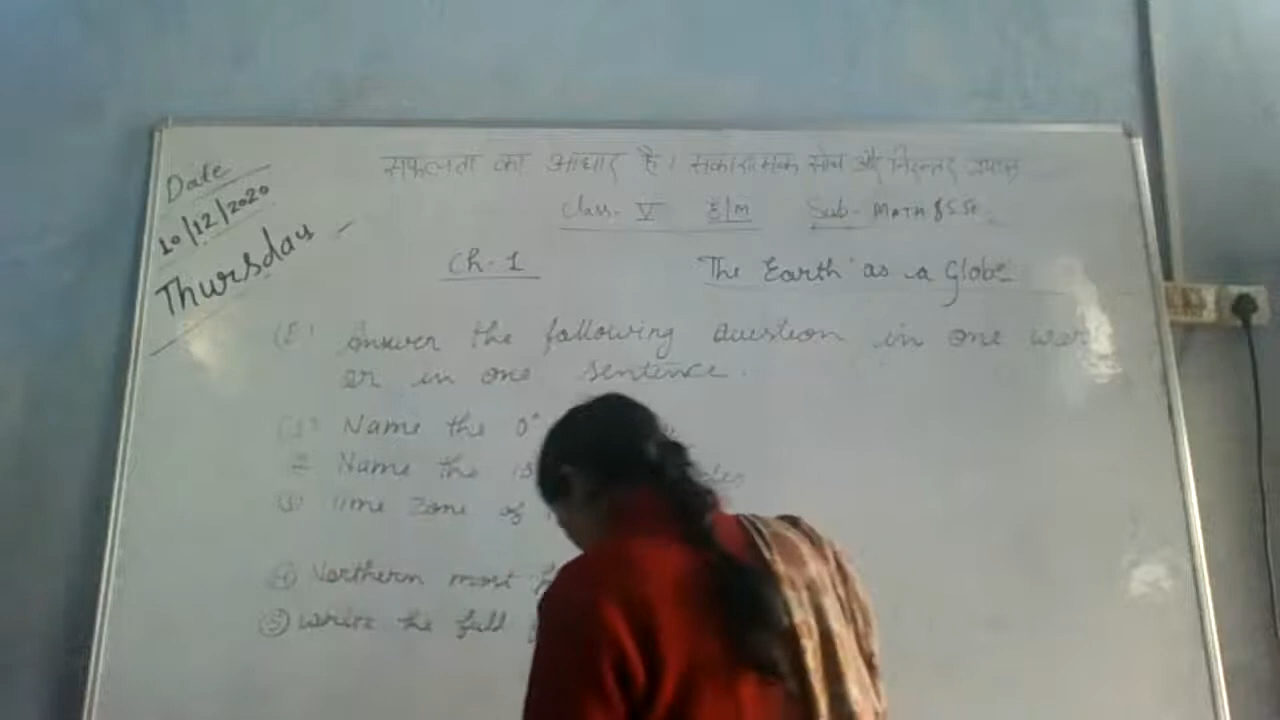 Date
10/12/2020
Thursday
सफलता का आधार है। सकारात्मक सोच और निरन्तर प्रयास
Class- V E/M Sub- MATH & S.St
Ch-1 The Earth as a Globe
(E) Answer the following Question in one wor
or in one sentence.
(1) Name the 0°
2 Name the
(3) Time Zone of
(4) Northern most
(5) write the full